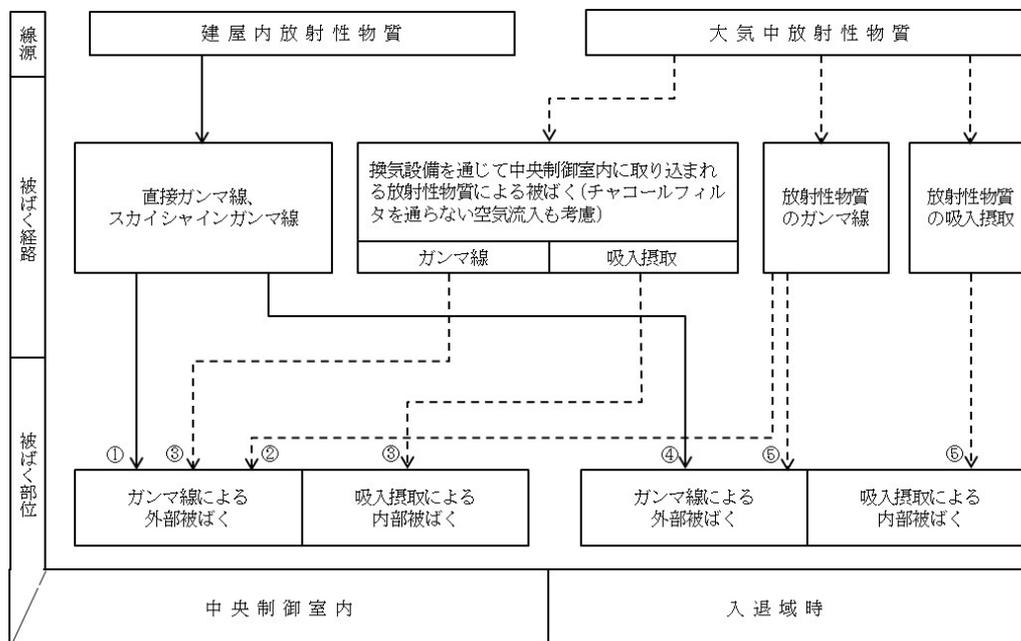 線源
建屋内放射性物質
大気中放射性物質
被ばく経路
直接ガンマ線、
スカイシャインガンマ線
換気設備を通じて中央制御室内に取り込まれ
る放射性物質による被ばく(チャコールフィル
タを通らない空気流入も考慮)
ガンマ線
吸入摂取
放射性物質
のガンマ線
放射性物質
の吸入摂取
被ばく部位
①
③
②
③
④
⑤
⑤
ガンマ線による
外部被ばく
吸入摂取による
内部被ばく
ガンマ線による
外部被ばく
吸入摂取による
内部被ばく
中央制御室内
入退域時